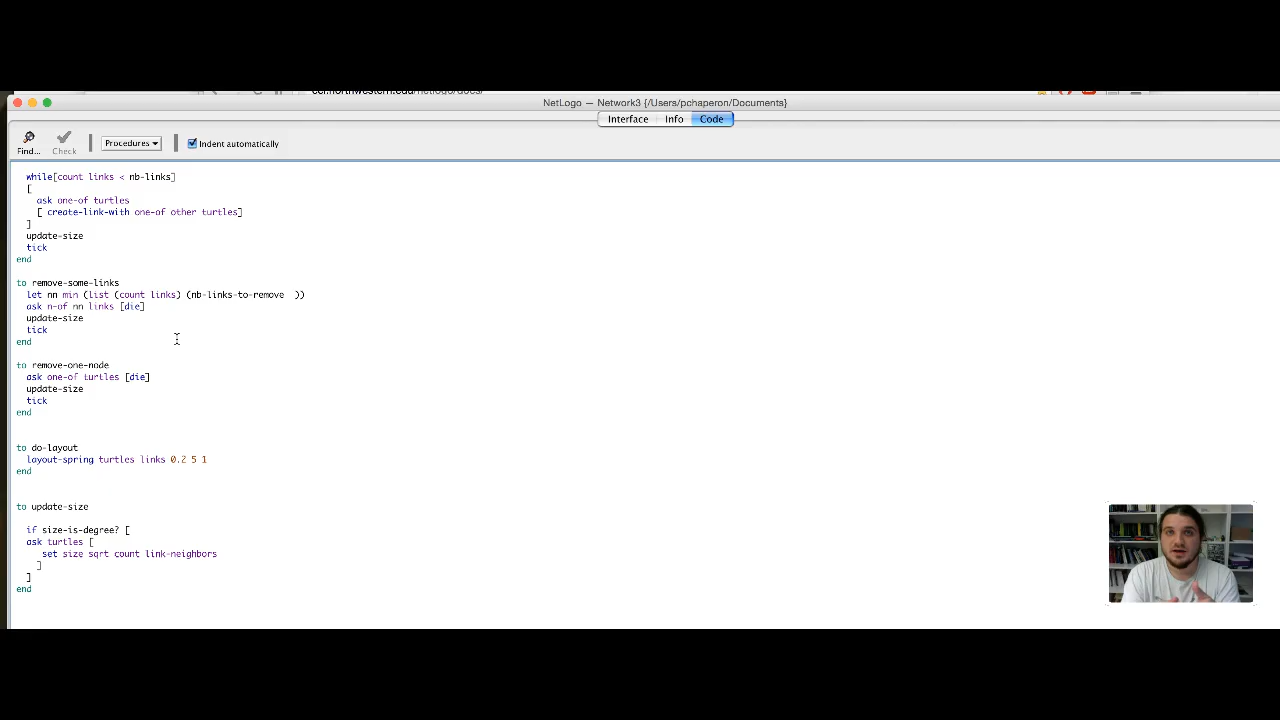 NetLogo — Network3 {/Users/pchaperon/Documents}
Interface Info Code
Find... Check Procedures Indent automatically
while[count links < nb-links]
[
ask one-of turtles
[ create-link-with one-of other turtles]
]
update-size
tick
end
to remove-some-links
let nn min (list (count links) (nb-links-to-remove  ))
ask n-of nn links [die]
update-size
tick
end
to remove-one-node
ask one-of turtles [die]
update-size
tick
end
to do-layout
layout-spring turtles links 0.2 5 1
end
to update-size
if size-is-degree? [
ask turtles [
set size sqrt count link-neighbors
]
]
end